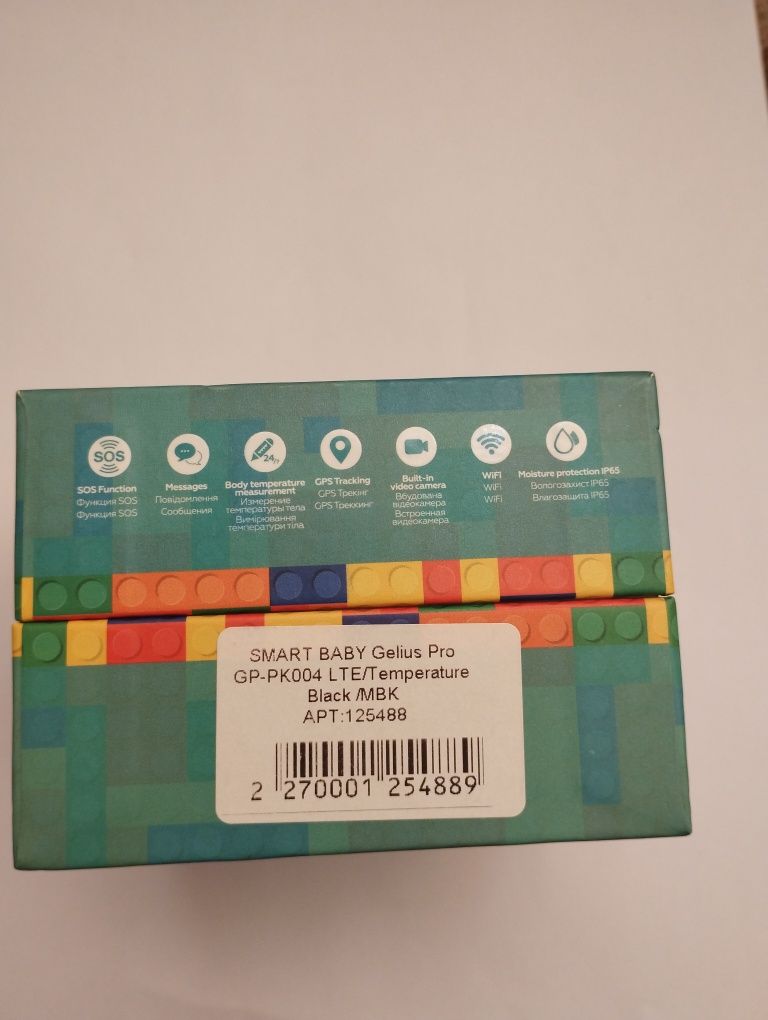 SOS
SOS Function
Функция SOS
Функция SOS
Messages
Повідомлення
Сообщения
24/7
Body temperature
measurement
Измерение
температуры тела
Вимірювання
температури тіла
GPS Tracking
GPS Трекінг
GPS Треккинг
Built-in
video camera
Вбудована
відеокамера
Встроенная
видеокамера
WiFI
WiFi
WiFi
Moisture protection IP65
Вологозахист IP65
Влагозащита IP65
SMART BABY Gelius Pro
GP-PK004 LTE/Temperature
Black /MBK
АРТ:125488
2 270001 254889